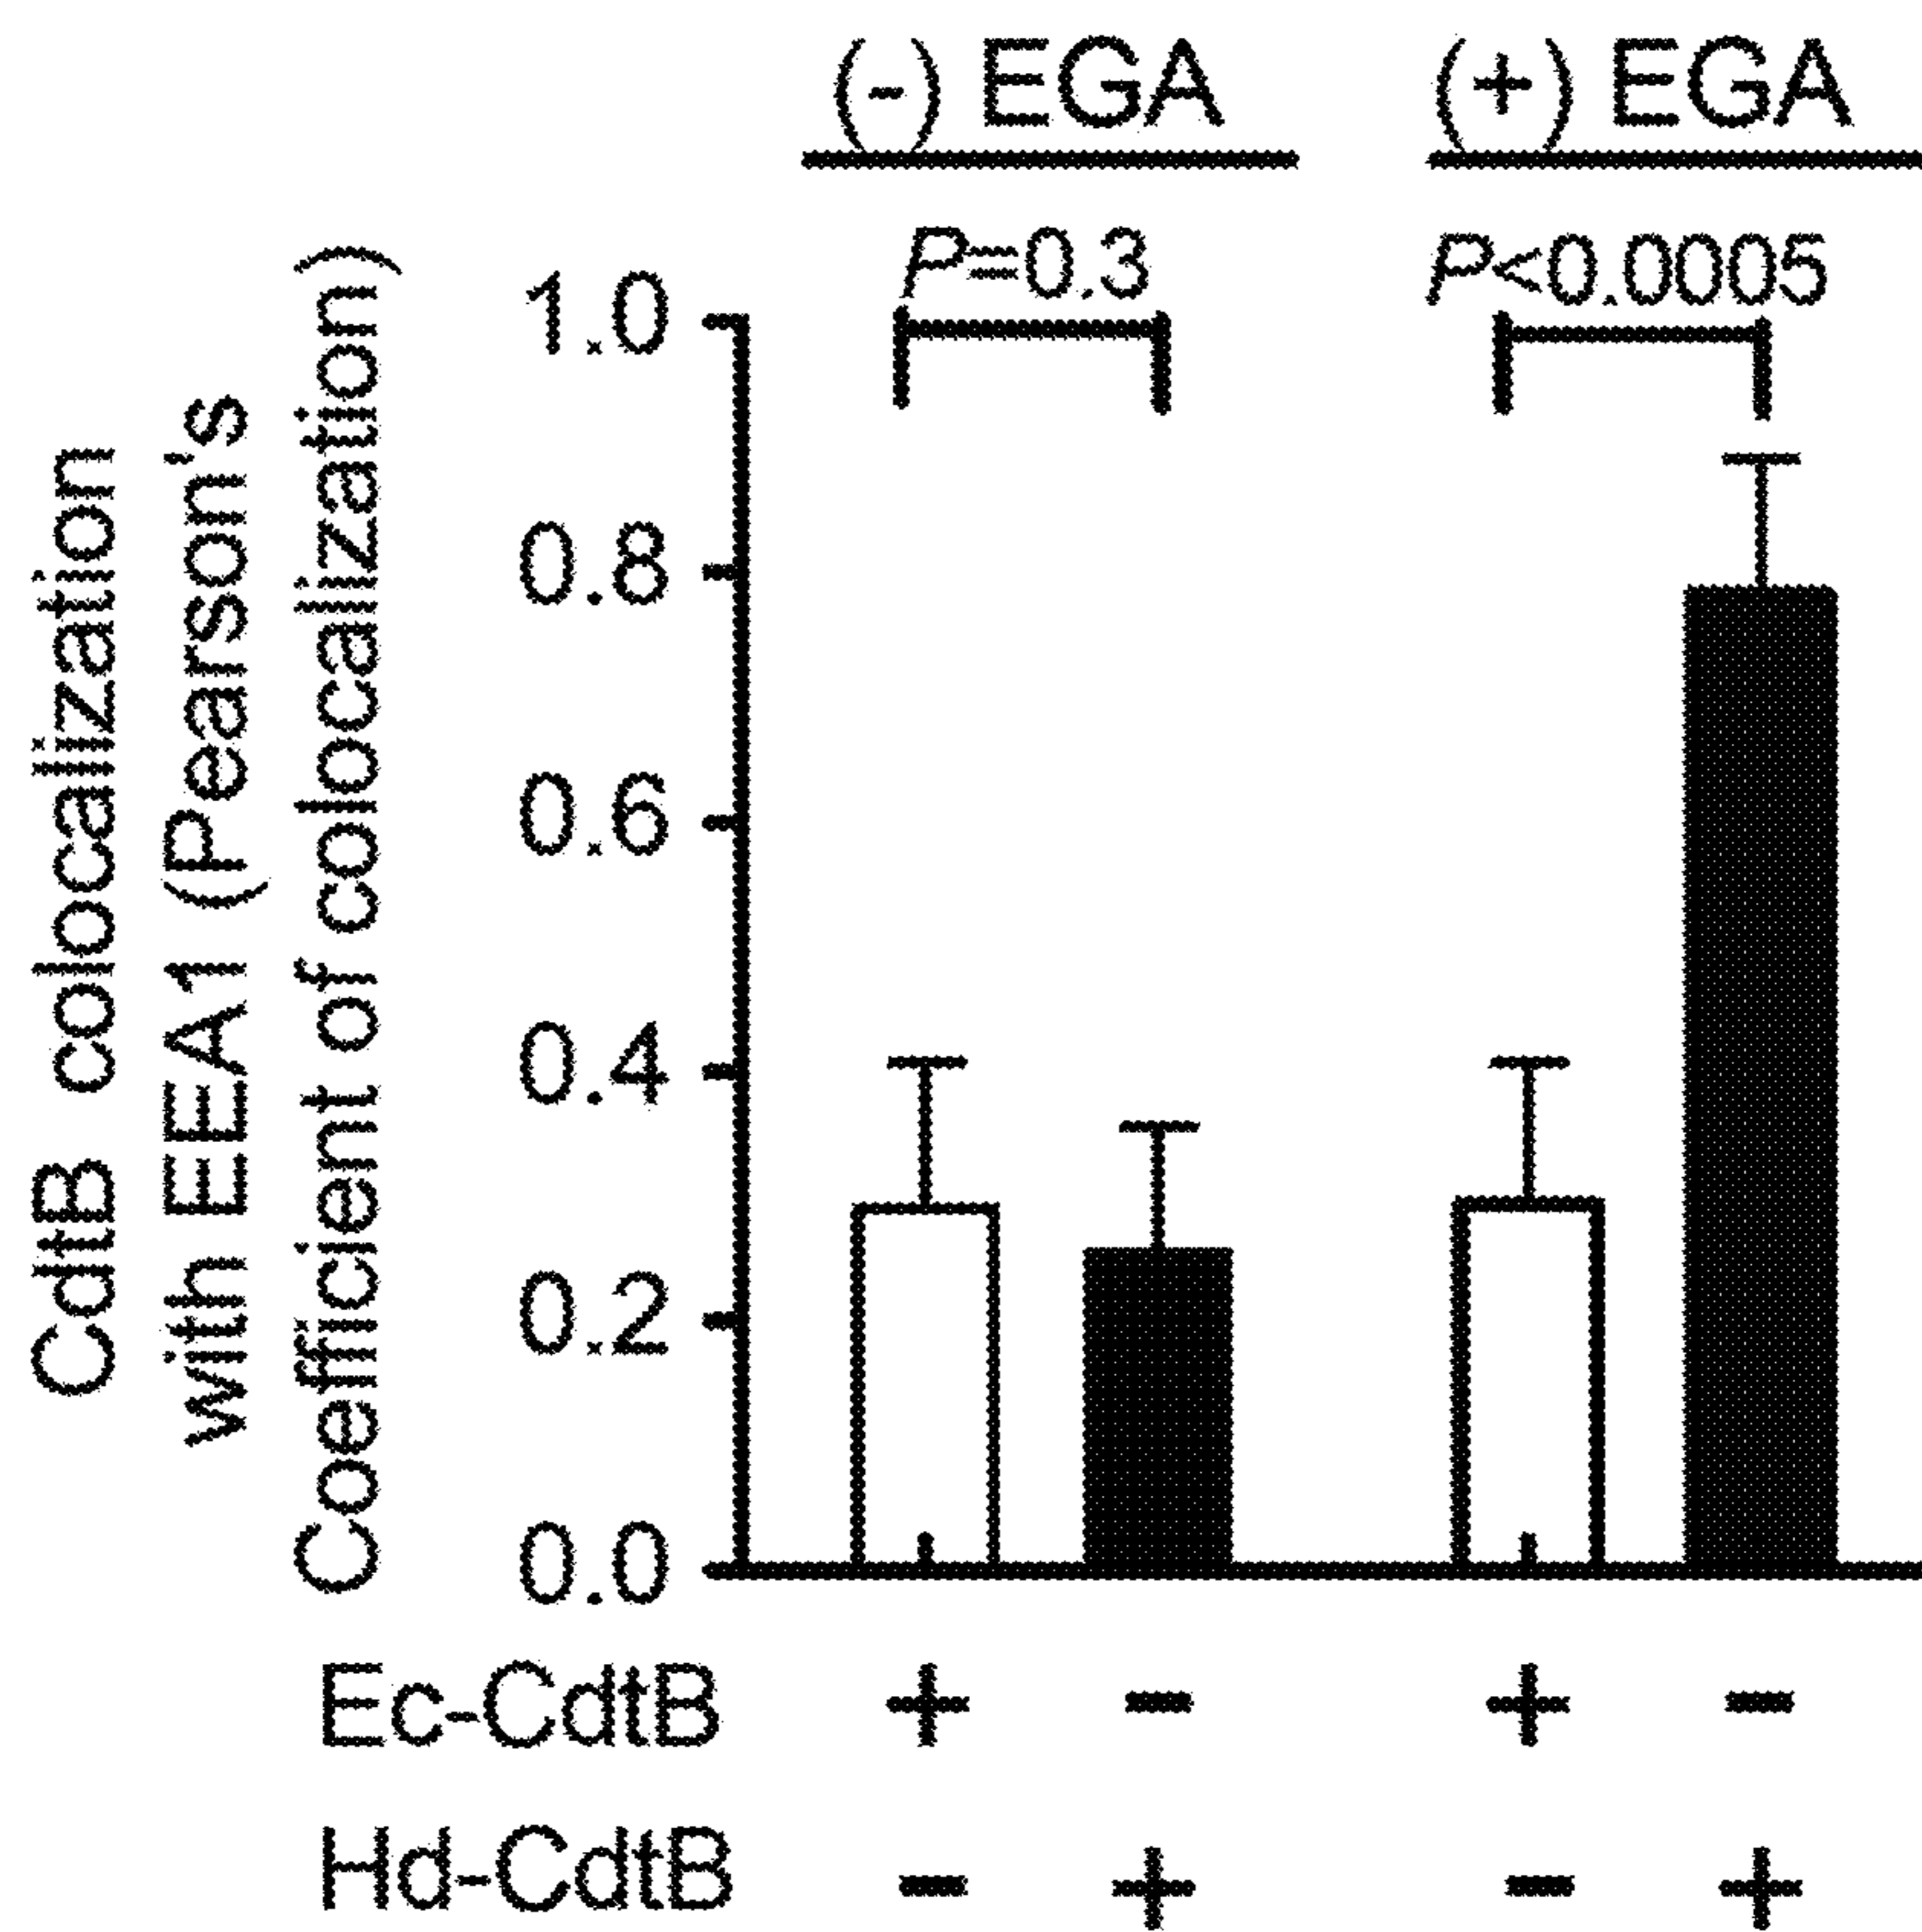 (-) EGA (+) EGA
P=0.3 P<0.0005
CdtB colocalization
with EEA1 (Pearson's
Coefficient of colocalization)
1.0
0.8
0.6
0.4
0.2
0.0
Ec-CdtB + - + -
Hd-CdtB - + - +